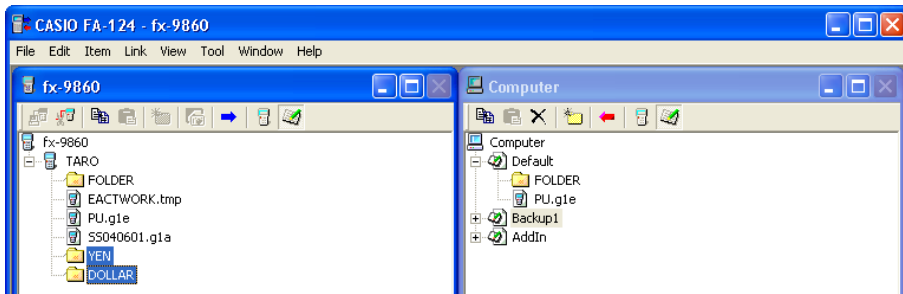 CASIO FA-124 - fx-9860
File Edit Item Link View Tool Window Help
fx-9860
fx-9860
TARO
FOLDER
EACTWORK.tmp
PU.g1e
SS040601.g1a
YEN
DOLLAR
Computer
Computer
Default
FOLDER
PU.g1e
Backup1
AddIn